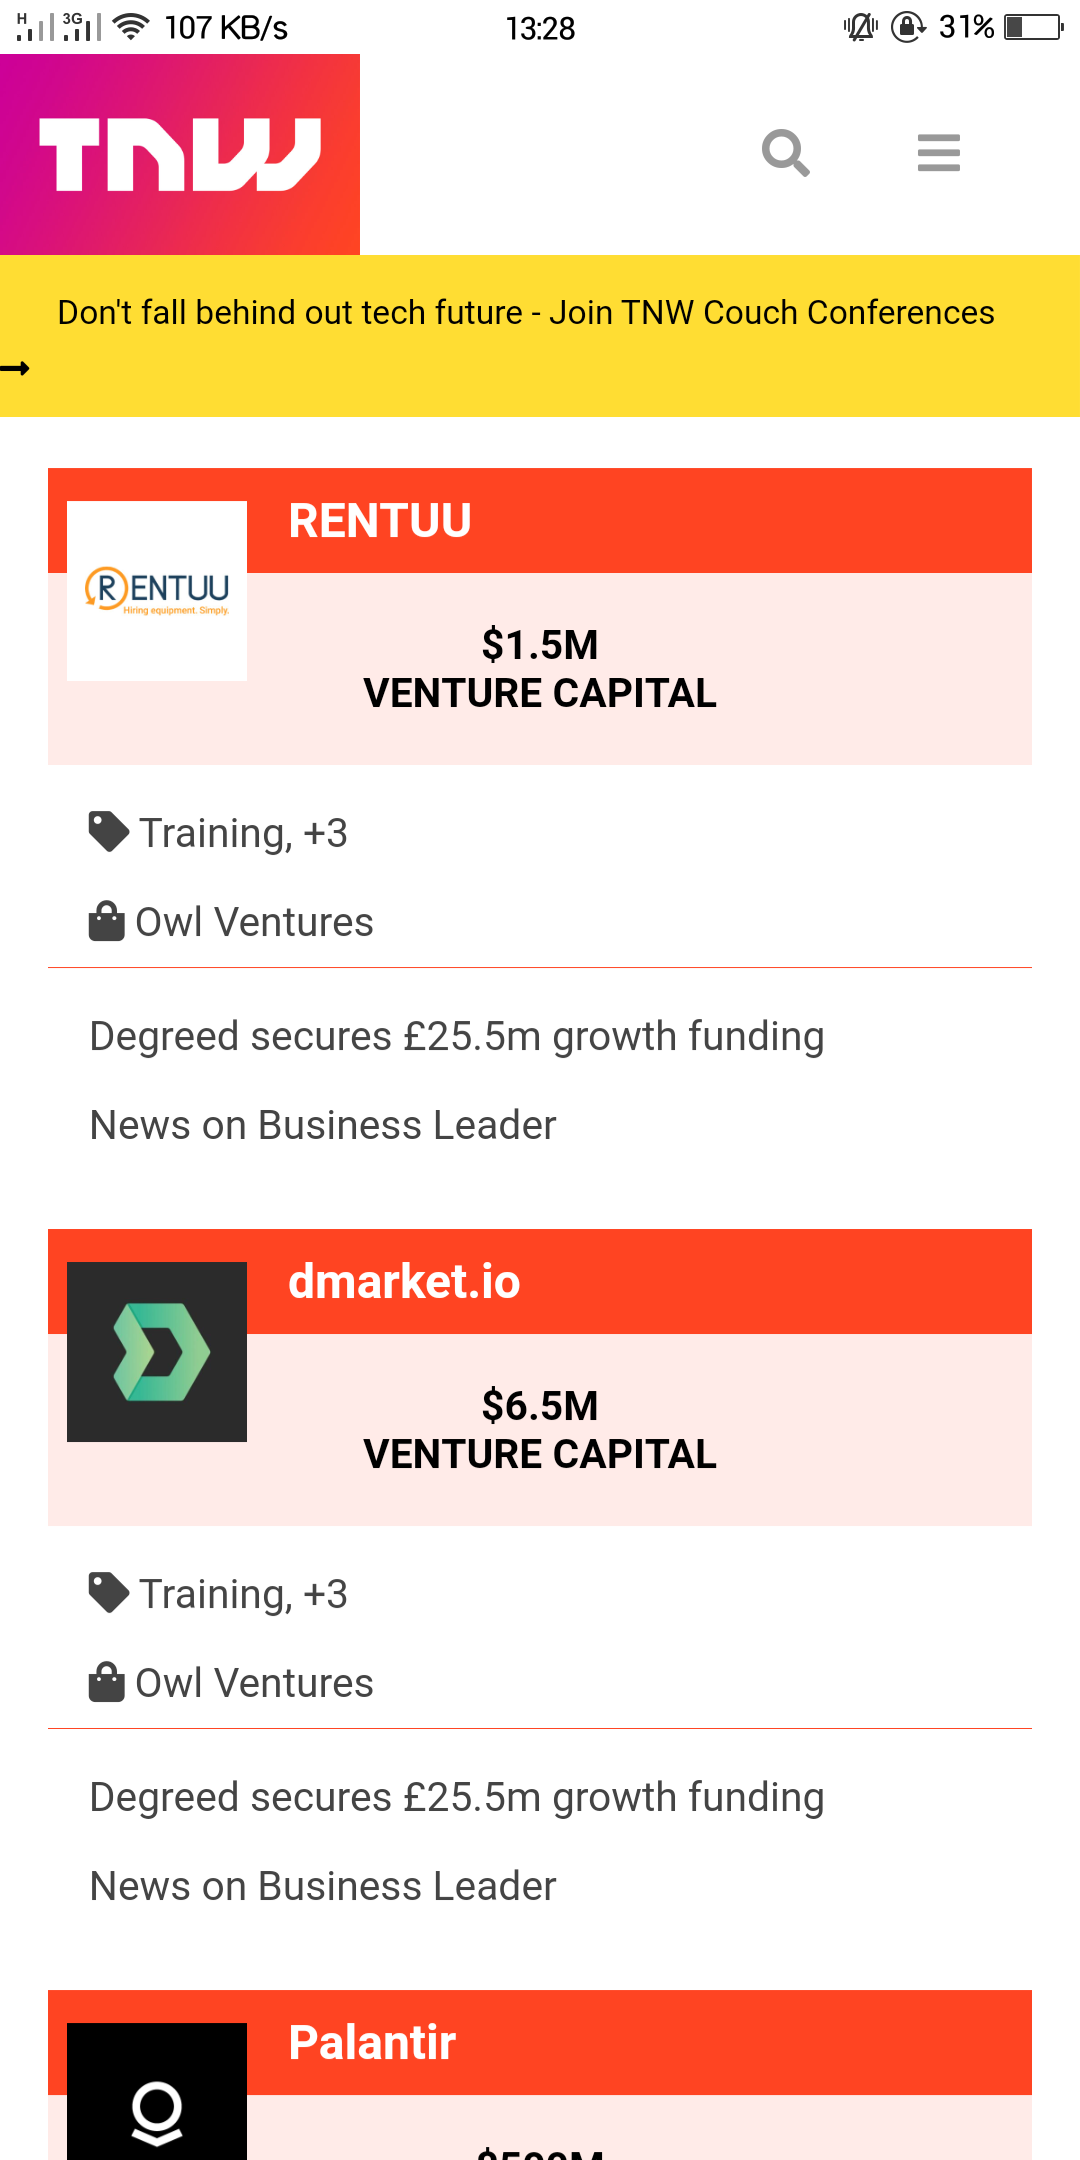 H 3G 107 KB/s 13:28 31%
TNW
Don't fall behind out tech future - Join TNW Couch Conferences
RENTUU
RENTUU
Hiring equipment. Simply.
$1.5M
VENTURE CAPITAL
Training, +3
Owl Ventures
Degreed secures £25.5m growth funding
News on Business Leader
dmarket.io
$6.5M
VENTURE CAPITAL
Training, +3
Owl Ventures
Degreed secures £25.5m growth funding
News on Business Leader
Palantir